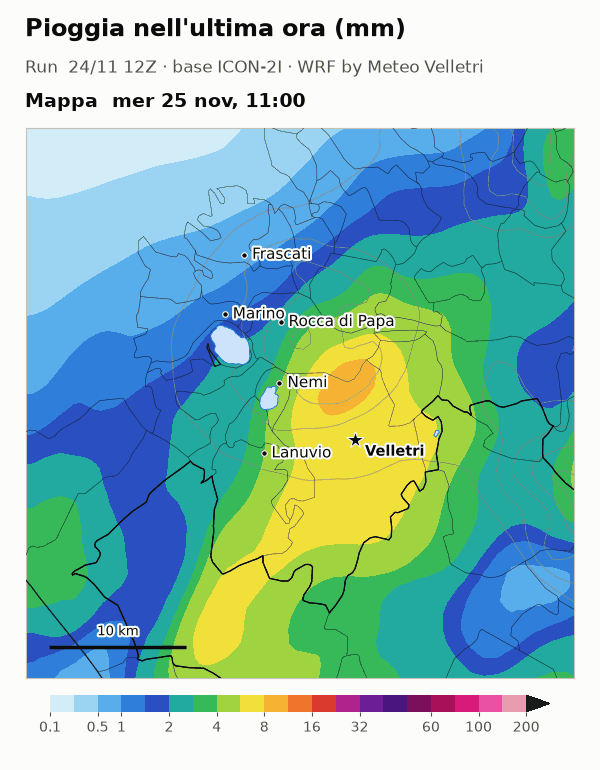 Pioggia nell'ultima ora (mm)
Run  24/11 12Z · base ICON-2I · WRF by Meteo Velletri
Mappa  mer 25 nov, 11:00
Frascati
Marino
Rocca di Papa
Nemi
Velletri
Lanuvio
10 km
0.1 0.5 1 2 4 8 16 32 60 100 200